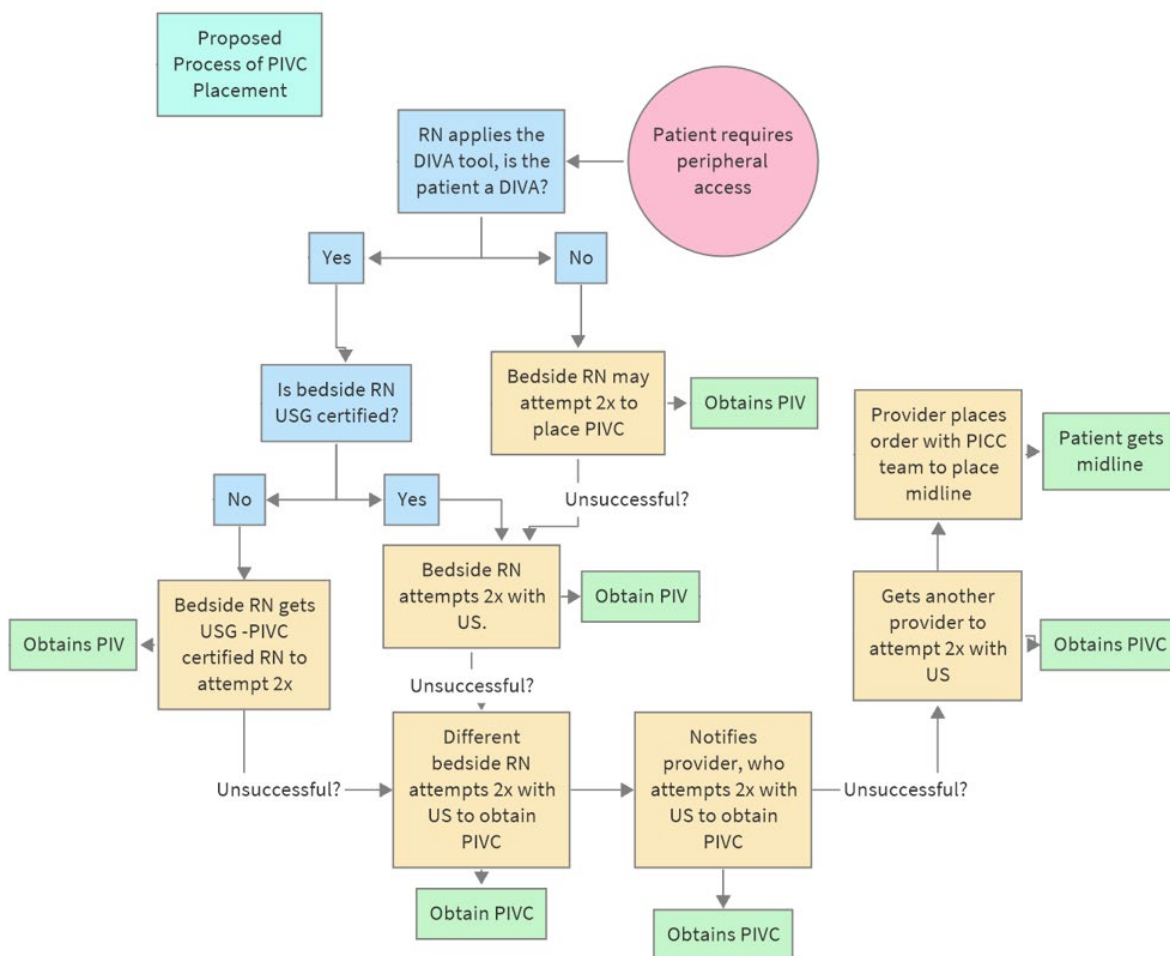 Proposed
Process of PIVC
Placement
RN applies the
DIVA tool, is the
patient a DIVA?
Patient requires
peripheral
access
Yes
No
Is bedside RN
USG certified?
Bedside RN may
attempt 2x to
place PIVC
Obtains PIV
Provider places
order with PICC
team to place
midline
Patient gets
midline
No
Yes
Unsuccessful?
Bedside RN gets
USG -PIVC
certified RN to
attempt 2x
Obtains PIV
Bedside RN
attempts 2x with
US.
Obtain PIV
Gets another
provider to
attempt 2x with
US
Obtains PIVC
Unsuccessful?
Unsuccessful?
Different
bedside RN
attempts 2x with
US to obtain
PIVC
Notifies
provider, who
attempts 2x with
US to obtain
PIVC
Unsuccessful?
Obtain PIVC
Obtains PIVC